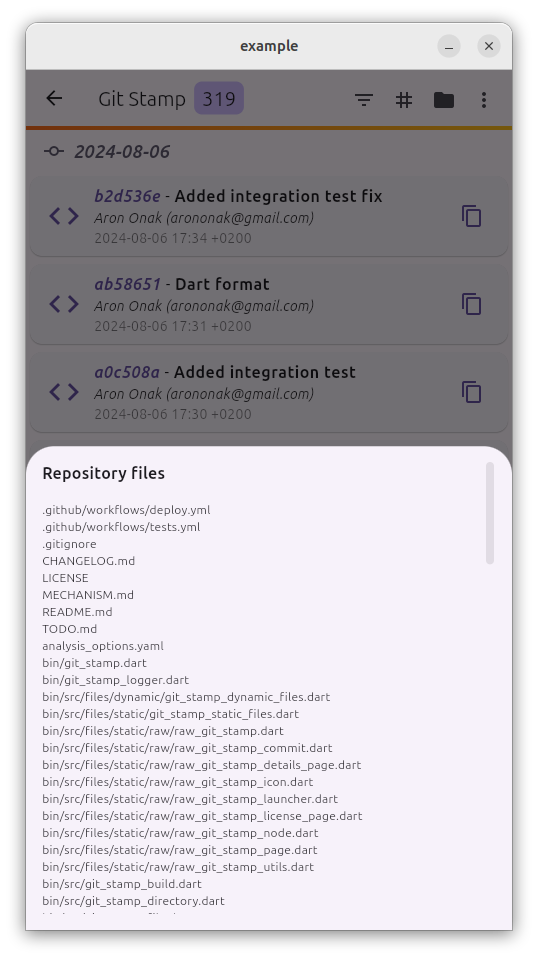 example
Git Stamp 319
2024-08-06
b2d536e - Added integration test fix
Aron Onak (arononak@gmail.com)
2024-08-06 17:34 +0200
ab58651 - Dart format
Aron Onak (arononak@gmail.com)
2024-08-06 17:31 +0200
a0c508a - Added integration test
Aron Onak (arononak@gmail.com)
2024-08-06 17:30 +0200
Repository files
.github/workflows/deploy.yml
.github/workflows/tests.yml
.gitignore
CHANGELOG.md
LICENSE
MECHANISM.md
README.md
TODO.md
analysis_options.yaml
bin/git_stamp.dart
bin/git_stamp_logger.dart
bin/src/files/dynamic/git_stamp_dynamic_files.dart
bin/src/files/static/git_stamp_static_files.dart
bin/src/files/static/raw/raw_git_stamp.dart
bin/src/files/static/raw/raw_git_stamp_commit.dart
bin/src/files/static/raw/raw_git_stamp_details_page.dart
bin/src/files/static/raw/raw_git_stamp_icon.dart
bin/src/files/static/raw/raw_git_stamp_launcher.dart
bin/src/files/static/raw/raw_git_stamp_license_page.dart
bin/src/files/static/raw/raw_git_stamp_node.dart
bin/src/files/static/raw/raw_git_stamp_page.dart
bin/src/files/static/raw/raw_git_stamp_utils.dart
bin/src/git_stamp_build.dart
bin/src/git_stamp_directory.dart